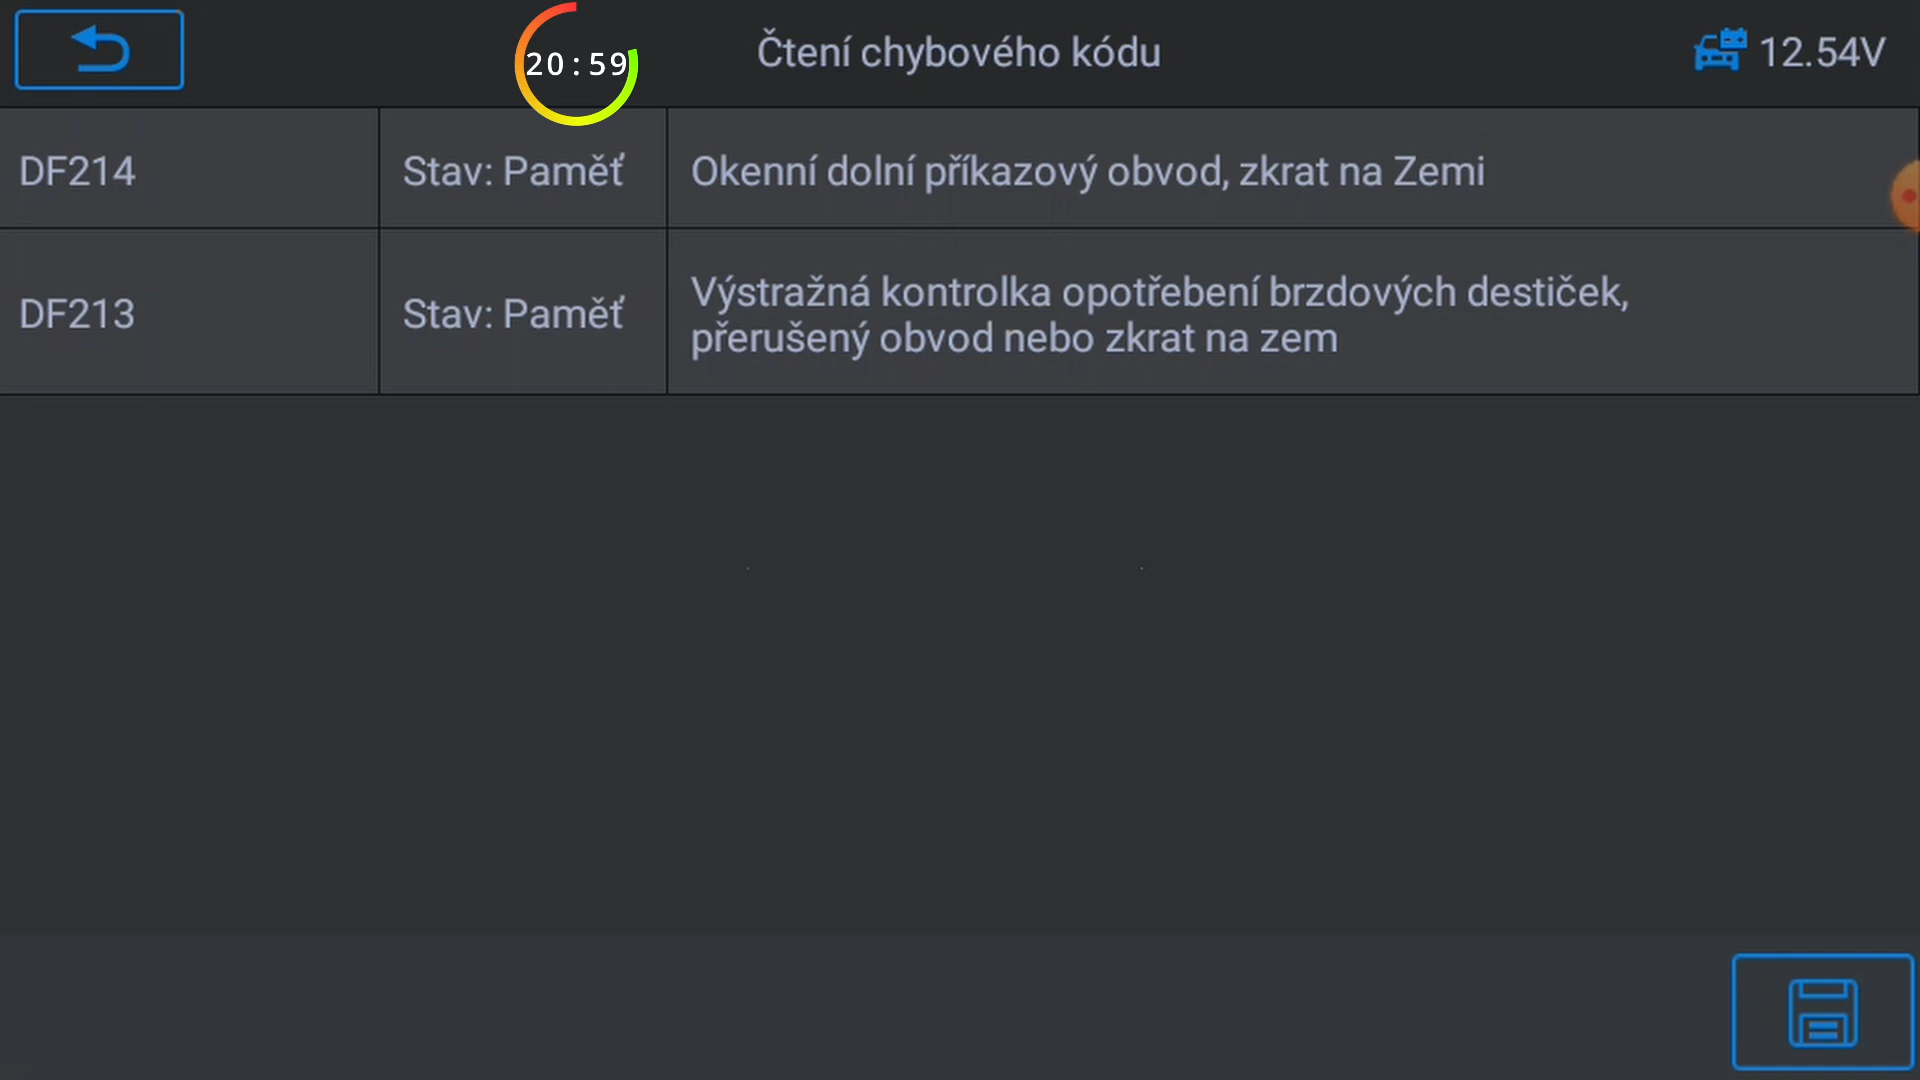 20:59
Čtení chybového kódu
12.54V
DF214
Stav: Paměť
Okenní dolní příkazový obvod, zkrat na Zemi
DF213
Stav: Paměť
Výstražná kontrolka opotřebení brzdových destiček,
přerušený obvod nebo zkrat na zem